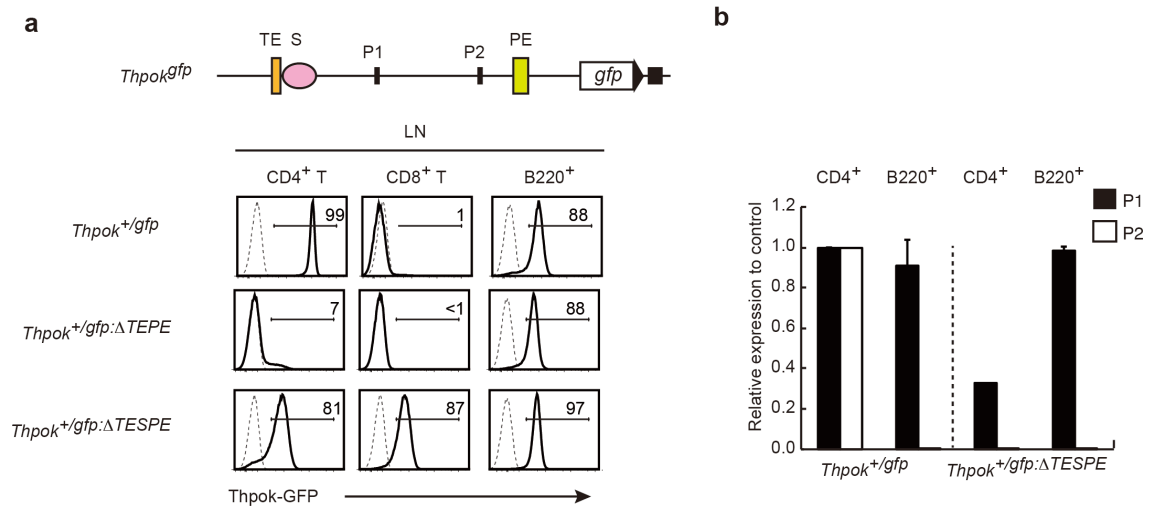 a
TE S P1 P2 PE
Thpok^gfp gfp
LN
CD4+ T CD8+ T B220+
Thpok+/gfp 99 1 88
Thpok+/gfp:ΔTEPE 7 <1 88
Thpok+/gfp:ΔTESPE 81 87 97
Thpok-GFP
b
CD4+ B220+ CD4+ B220+
P1
P2
Relative expression to control
1.2
1.0
0.8
0.6
0.4
0.2
0.0
Thpok+/gfp Thpok+/gfp:ΔTESPE